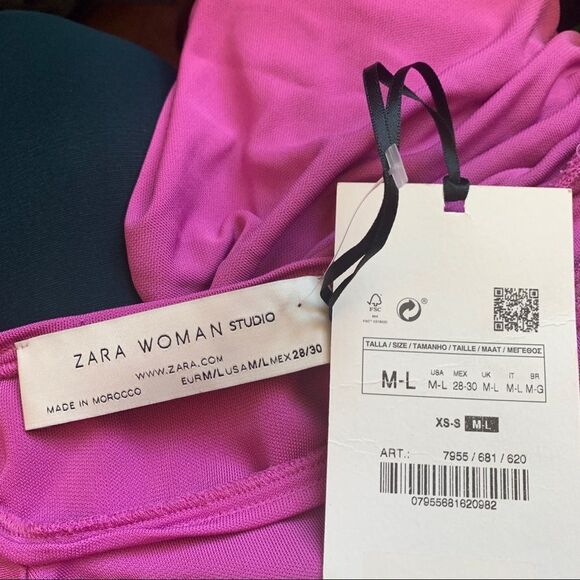 ZARA WOMAN STUDIO
WWW.ZARA.COM
EUR M/L USA M/L MEX 28/30
MADE IN MOROCCO
FSC
®
TALLA / SIZE / TAMANHO / TAILLE / MAAT / ΜΕΓΕΘΟΣ
M-L
USA MEX UK IT BR
M-L 28-30 M-L M-L M-G
XS-S M-L
ART.: 7955 / 681 / 620
07955681620982